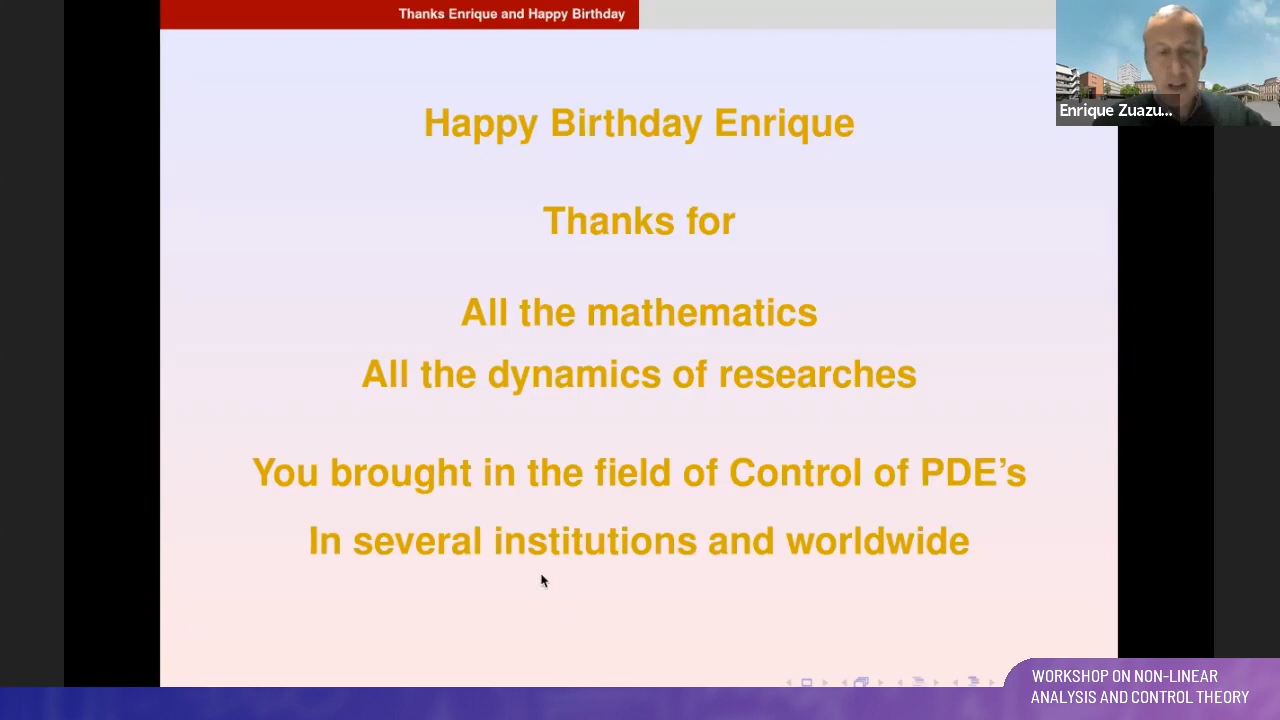 Thanks Enrique and Happy Birthday
Happy Birthday Enrique
Thanks for
All the mathematics
All the dynamics of researches
You brought in the field of Control of PDE's
In several institutions and worldwide
Enrique Zuazu...
WORKSHOP ON NON-LINEAR
ANALYSIS AND CONTROL THEORY